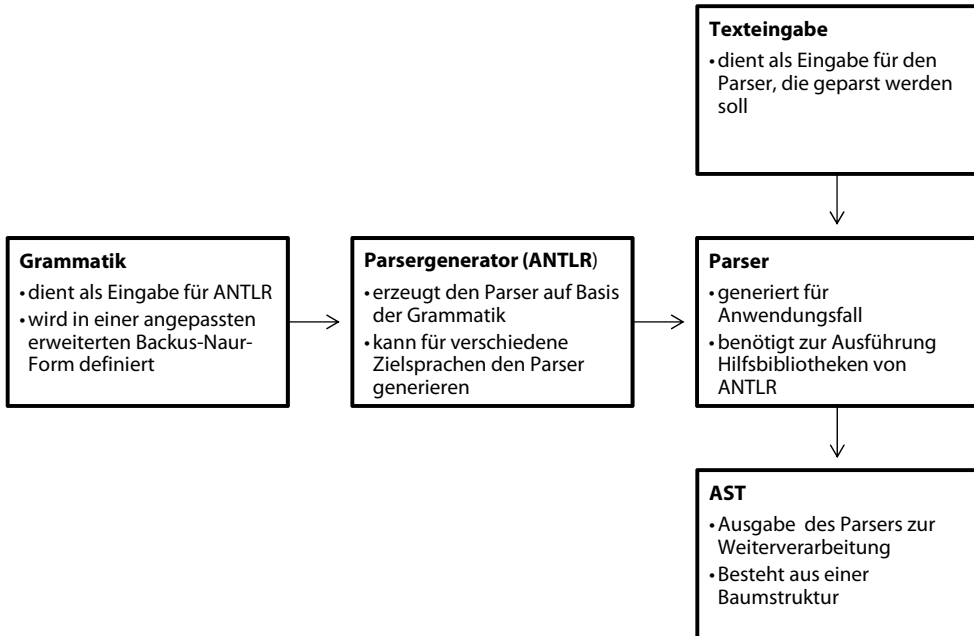 Texteingabe
• dient als Eingabe für den
Parser, die geparst werden
soll
Grammatik
• dient als Eingabe für ANTLR
• wird in einer angepassten
erweiterten Backus-Naur-
Form definiert
Parsergenerator (ANTLR)
• erzeugt den Parser auf Basis
der Grammatik
• kann für verschiedene
Zielsprachen den Parser
generieren
Parser
• generiert für
Anwendungsfall
• benötigt zur Ausführung
Hilfsbibliotheken von
ANTLR
AST
• Ausgabe des Parsers zur
Weiterverarbeitung
• Besteht aus einer
Baumstruktur